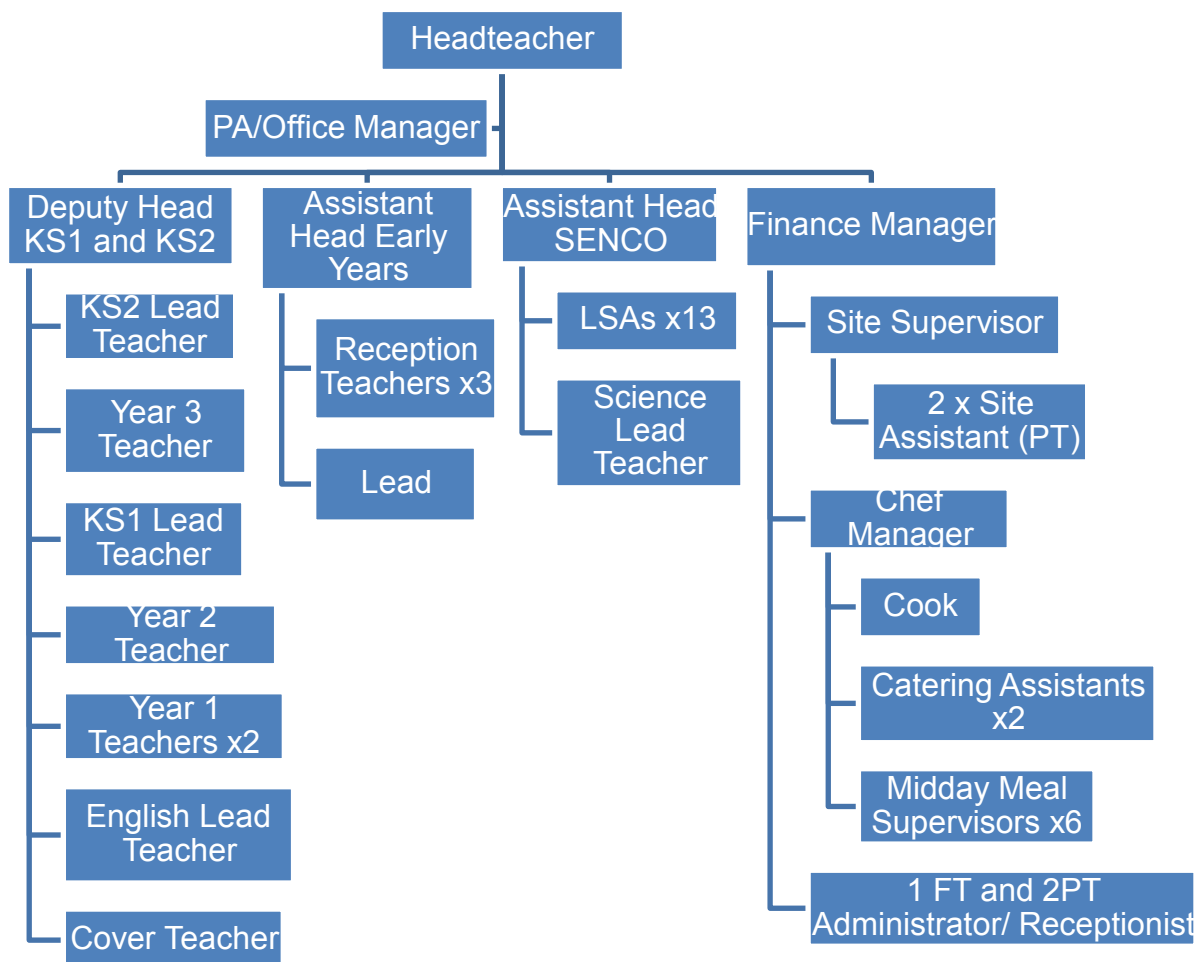 Headteacher
PA/Office Manager
Deputy Head
KS1 and KS2
KS2 Lead
Teacher
Year 3
Teacher
KS1 Lead
Teacher
Year 2
Teacher
Year 1
Teachers x2
English Lead
Teacher
Cover Teacher
Assistant
Head Early
Years
Reception
Teachers x3
Lead
Assistant Head
SENCO
LSAs x13
Science
Lead
Teacher
Finance Manager
Site Supervisor
2 x Site
Assistant (PT)
Chef
Manager
Cook
Catering Assistants
x2
Midday Meal
Supervisors x6
1 FT and 2PT
Administrator/ Receptionist